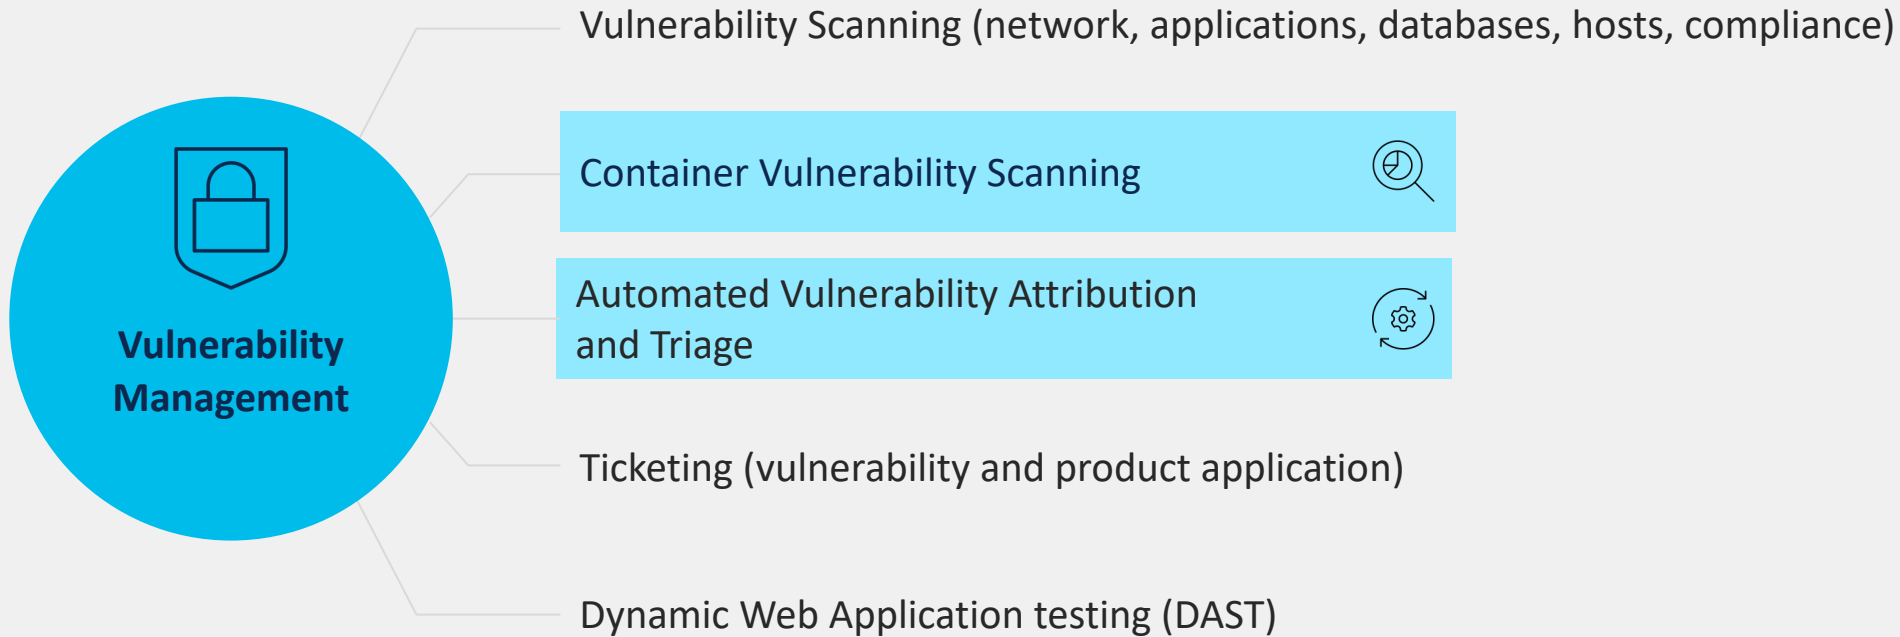 Vulnerability Scanning (network, applications, databases, hosts, compliance)
Container Vulnerability Scanning
Automated Vulnerability Attribution
and Triage
Vulnerability
Management
Ticketing (vulnerability and product application)
Dynamic Web Application testing (DAST)